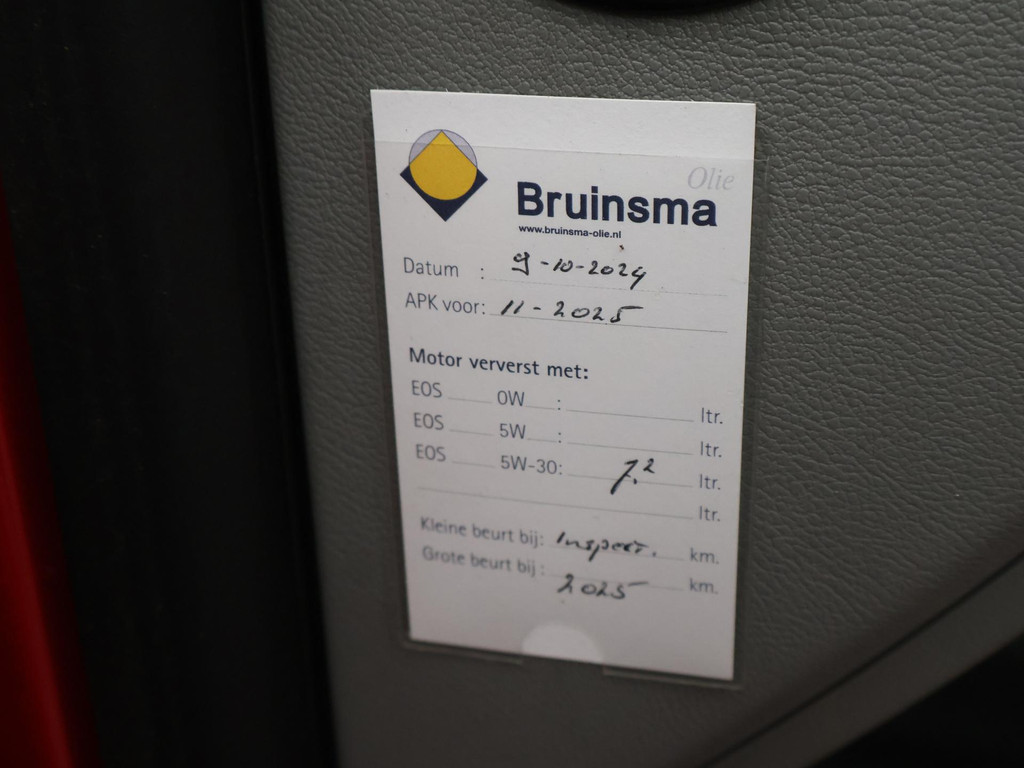 Olie
Bruinsma
www.bruinsma-olie.nl
Datum : 9-10-2024
APK voor: 11-2025
Motor ververst met:
EOS 0W : ltr.
EOS 5W : ltr.
EOS 5W-30: 7.2 ltr.
ltr.
Kleine beurt bij: Inspect. km.
Grote beurt bij: 2025 km.